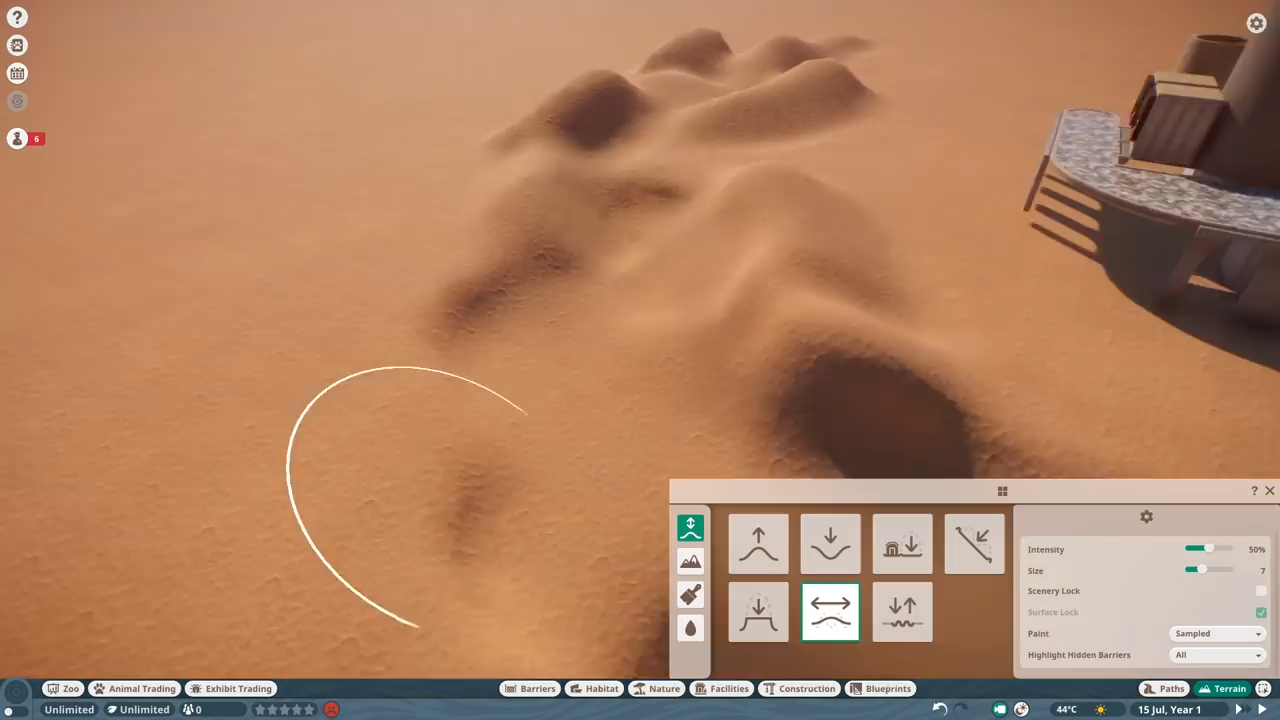 ?
6
? ×
Intensity 50%
Size 7
Scenery Lock
Surface Lock
Paint Sampled
Highlight Hidden Barriers All
Zoo Animal Trading Exhibit Trading Barriers Habitat Nature Facilities Construction Blueprints Paths Terrain
Unlimited Unlimited 0 44°C 15 Jul, Year 1